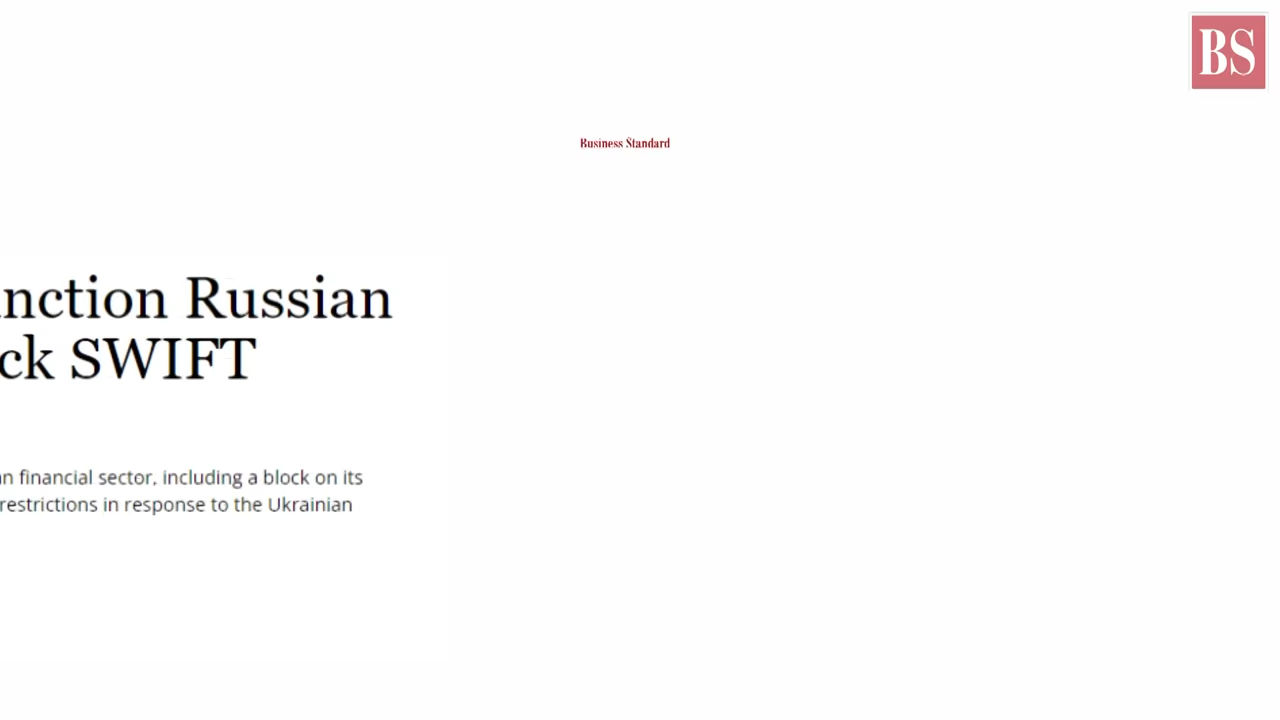 BS
Business Standard
nction Russian
ck SWIFT
n financial sector, including a block on its
restrictions in response to the Ukrainian